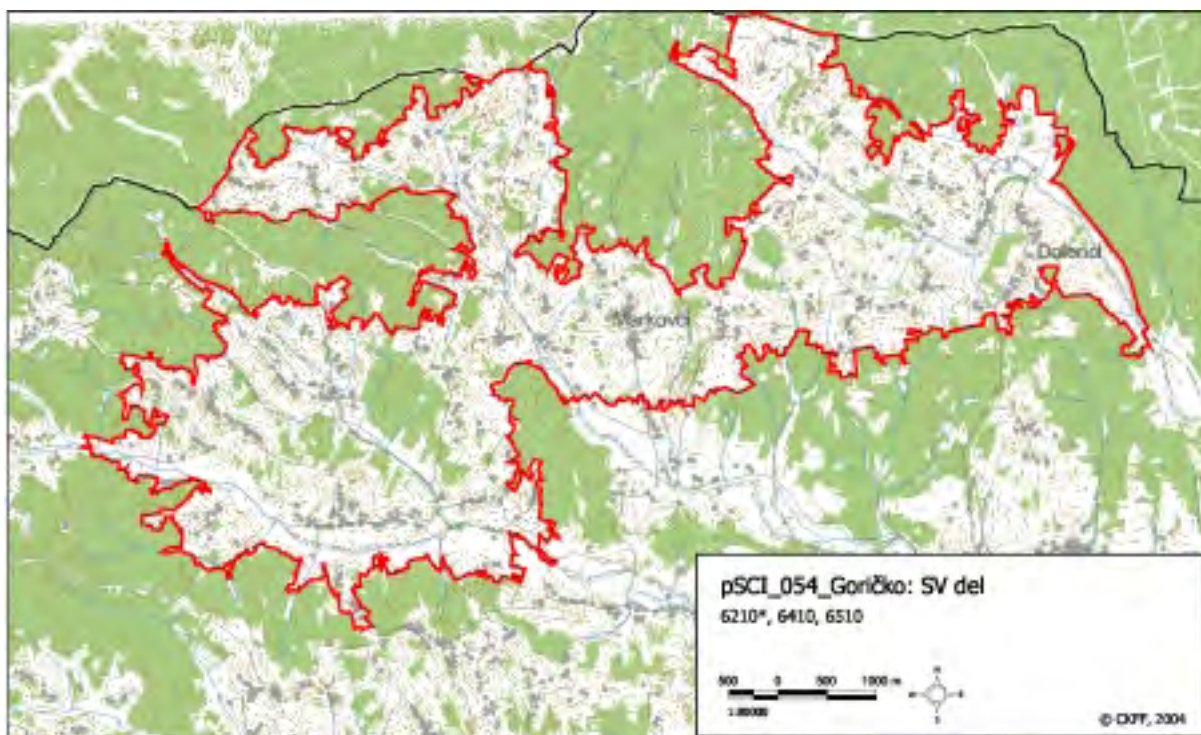 Dolenci
Markovci
pSCI_054_Goričko: SV del
6210*, 6410, 6510
500 0 500 1000 m
N
W E
S
© CKFF, 2004